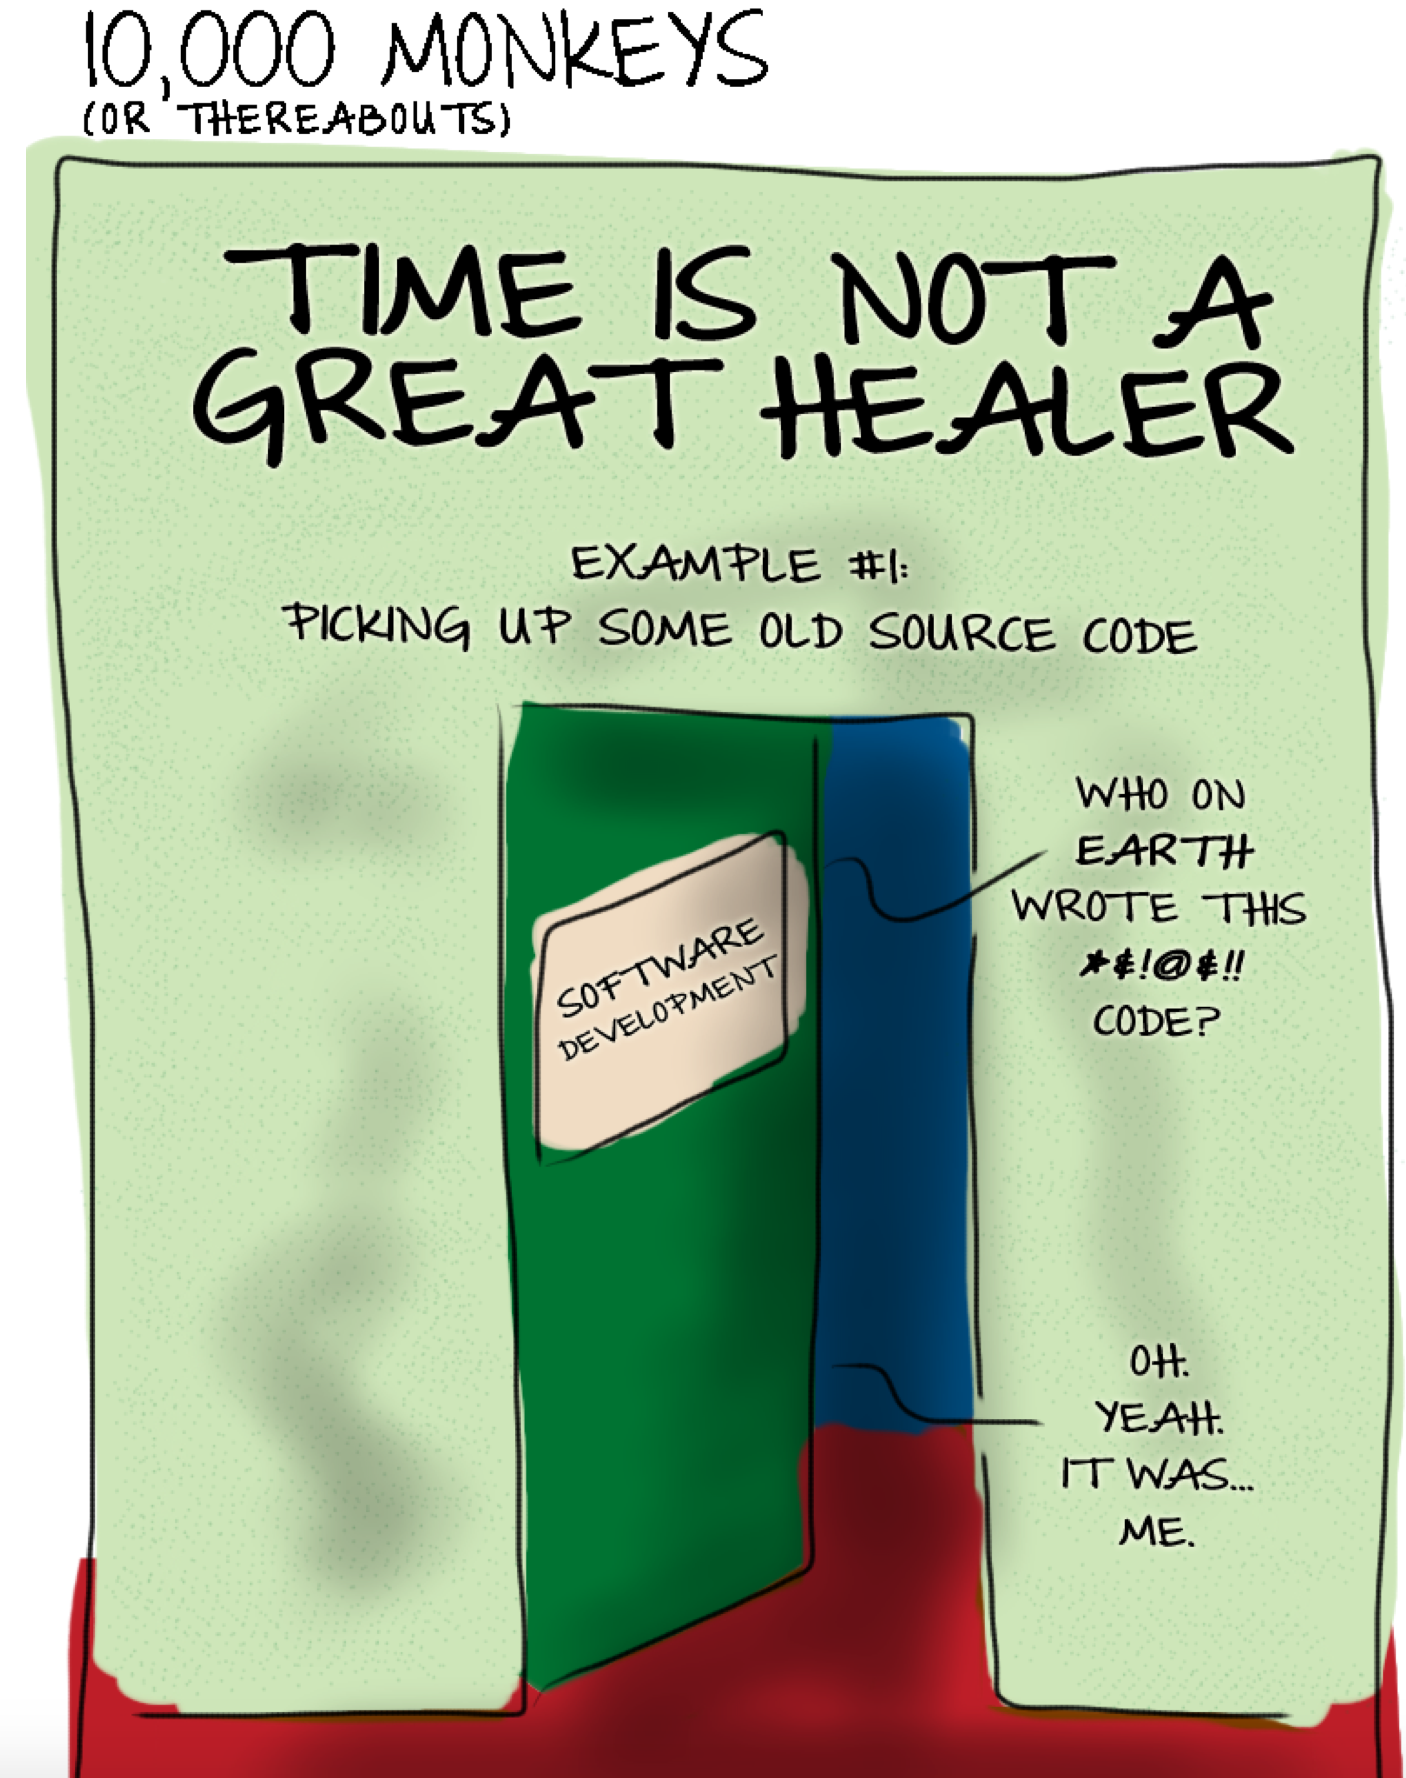 10,000 MONKEYS
(OR THEREABOUTS)
TIME IS NOT A
GREAT HEALER
EXAMPLE #1:
PICKING UP SOME OLD SOURCE CODE
SOFTWARE
DEVELOPMENT
WHO ON
EARTH
WROTE THIS
*&!@&!!
CODE?
OH.
YEAH.
IT WAS...
ME.